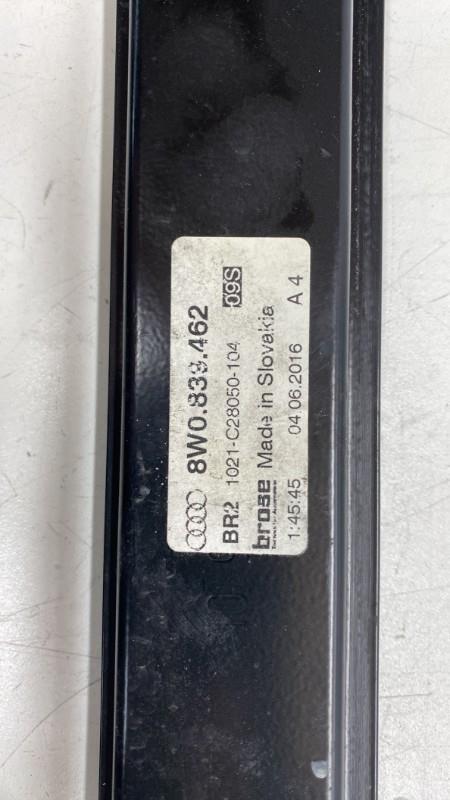 8W0.839.462
BR2 1021-C28050-104 09S
brose Made in Slovakia
1:45:45 04.06.2016 A 4